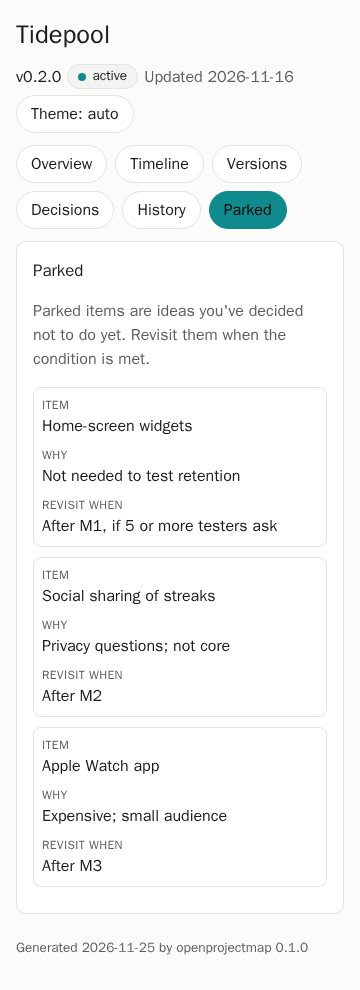 Tidepool
v0.2.0 active Updated 2026-11-16
Theme: auto
Overview Timeline Versions
Decisions History Parked
Parked
Parked items are ideas you've decided
not to do yet. Revisit them when the
condition is met.
ITEM
Home-screen widgets
WHY
Not needed to test retention
REVISIT WHEN
After M1, if 5 or more testers ask
ITEM
Social sharing of streaks
WHY
Privacy questions; not core
REVISIT WHEN
After M2
ITEM
Apple Watch app
WHY
Expensive; small audience
REVISIT WHEN
After M3
Generated 2026-11-25 by openprojectmap 0.1.0